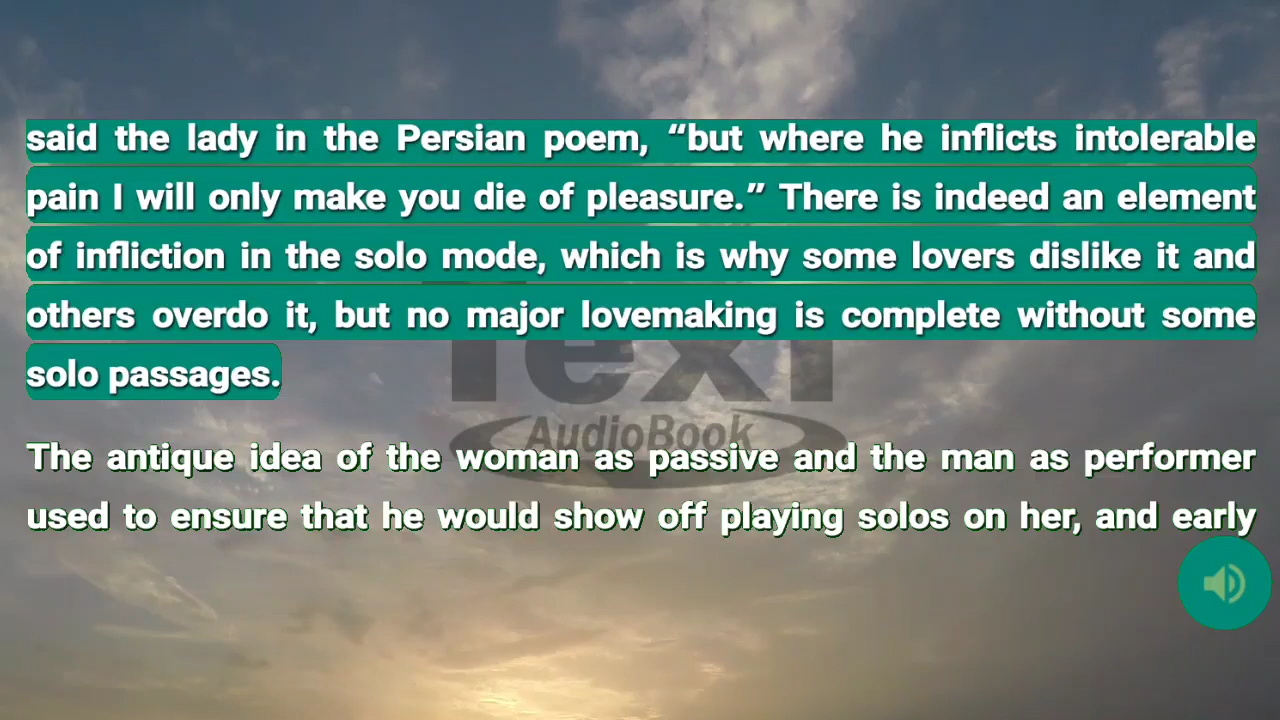 said the lady in the Persian poem, “but where he inflicts intolerable
pain I will only make you die of pleasure.” There is indeed an element
of infliction in the solo mode, which is why some lovers dislike it and
others overdo it, but no major lovemaking is complete without some
solo passages.
Text
AudioBook
The antique idea of the woman as passive and the man as performer
used to ensure that he would show off playing solos on her, and early